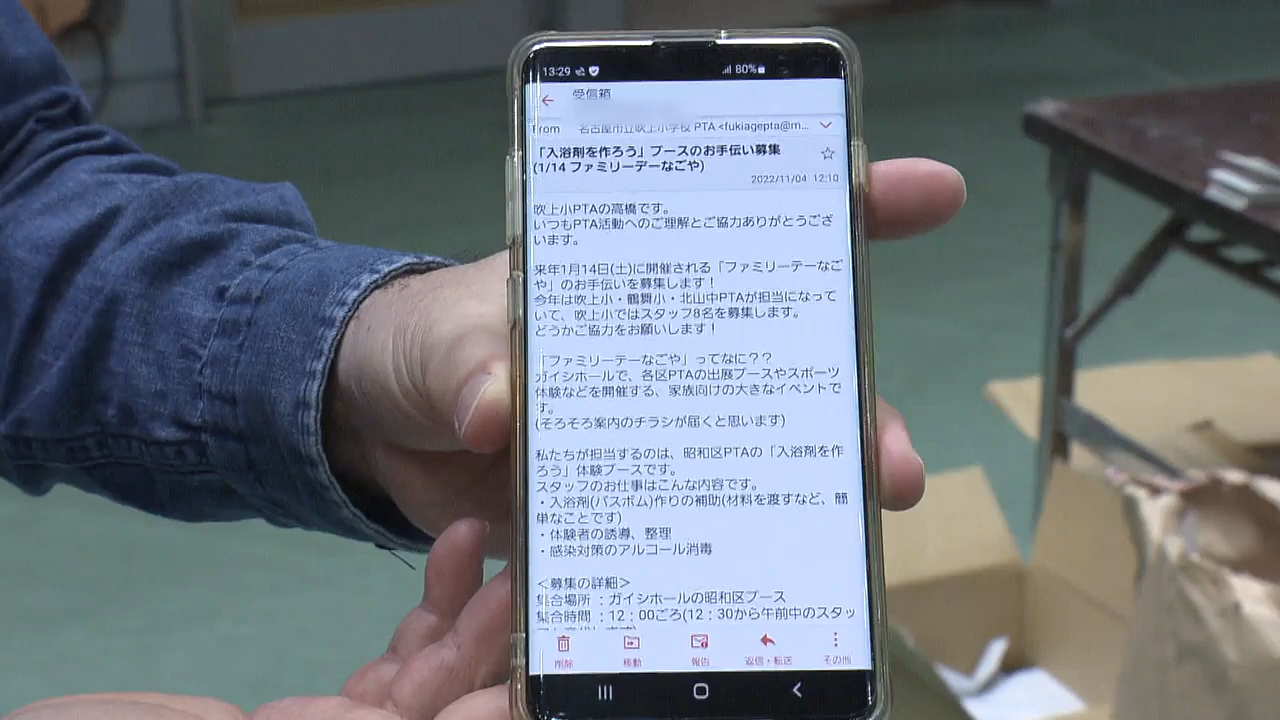 13:29
80%
受信箱
From 名古屋市立吹上小学校 PTA <fukiagepta@m...
「入浴剤を作ろう」ブースのお手伝い募集
(1/14 ファミリーデーなごや)
2022/11/04 12:10
吹上小PTAの高橋です。
いつもPTA活動へのご理解とご協力ありがとうござ
います。
来年1月14日(土)に開催される「ファミリーデーなご
や」のお手伝いを募集します！
今年は吹上小・鶴舞小・北山中PTAが担当になって
いて、吹上小ではスタッフ8名を募集します。
どうかご協力をお願いします！
「ファミリーデーなごや」ってなに？？
ガイシホールで、各区PTAの出展ブースやスポーツ
体験などを開催する、家族向けの大きなイベントで
す。
(そろそろ案内のチラシが届くと思います)
私たちが担当するのは、昭和区PTAの「入浴剤を作
ろう」体験ブースです。
スタッフのお仕事はこんな内容です。
・入浴剤(バスボム)作りの補助(材料を渡すなど、簡
単なことです)
・体験者の誘導、整理
・感染対策のアルコール消毒
＜募集の詳細＞
集合場所：ガイシホールの昭和区ブース
集合時間：12：00ごろ(12：30から午前中のスタッ
削除 移動 報告 返信・転送 その他